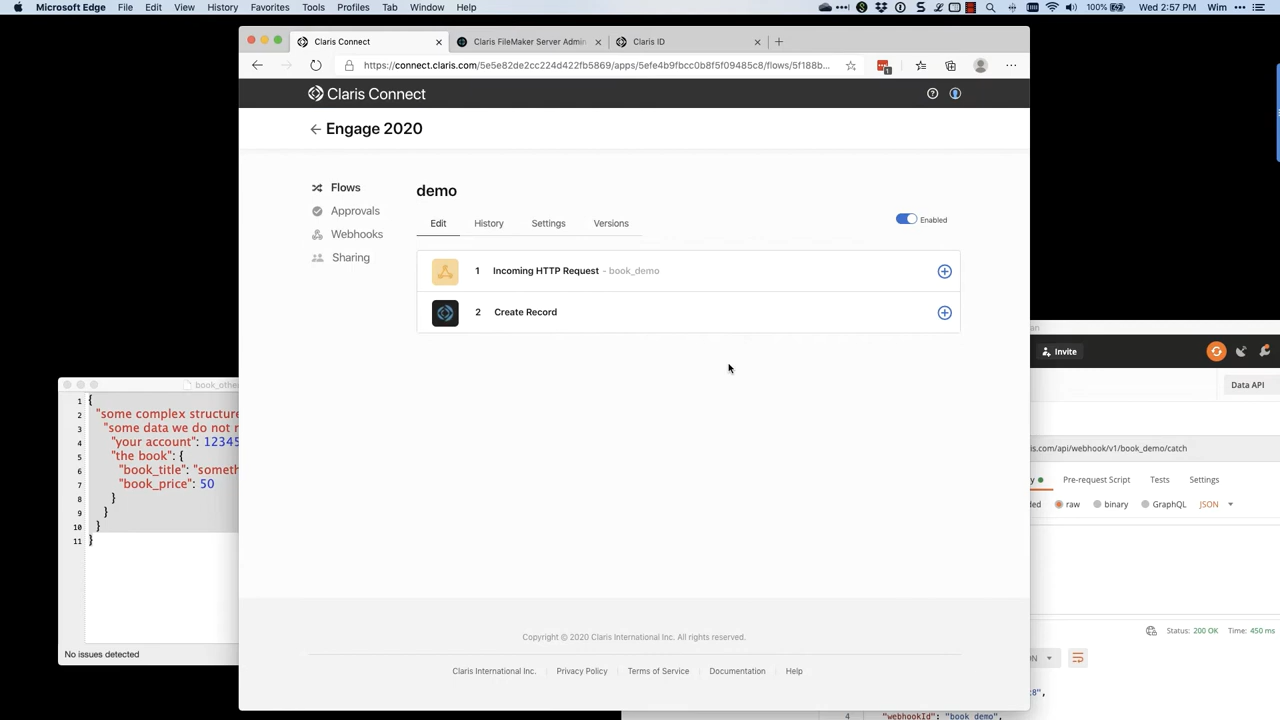 Microsoft Edge File Edit View History Favorites Tools Profiles Tab Window Help 100% Wed 2:57 PM Wim
Claris Connect Claris FileMaker Server Admin Claris ID
https://connect.claris.com/5e5e82de2cc224d422fb5869/apps/5efe4b9fbcc0b8f5f09485c8/flows/5f188b... 1
Claris Connect
Engage 2020
Flows
Approvals
Webhooks
Sharing
demo
Edit History Settings Versions
Enabled
1 Incoming HTTP Request - book_demo
2 Create Record
Copyright © 2020 Claris International Inc. All rights reserved.
Claris International Inc. Privacy Policy Terms of Service Documentation Help
book_othe
1 {
2 "some complex structure
3 "some data we do not
4 "your account": 12345
5 "the book": {
6 "book_title": "someth
7 "book_price": 50
8 }
9 }
10 }
11 }
No issues detected
Invite
Data API
is.com/api/webhook/v1/book_demo/catch
Pre-request Script Tests Settings
raw binary GraphQL JSON
Status: 200 OK Time: 450 ms
:8",
4 "webhookId": "book_demo",